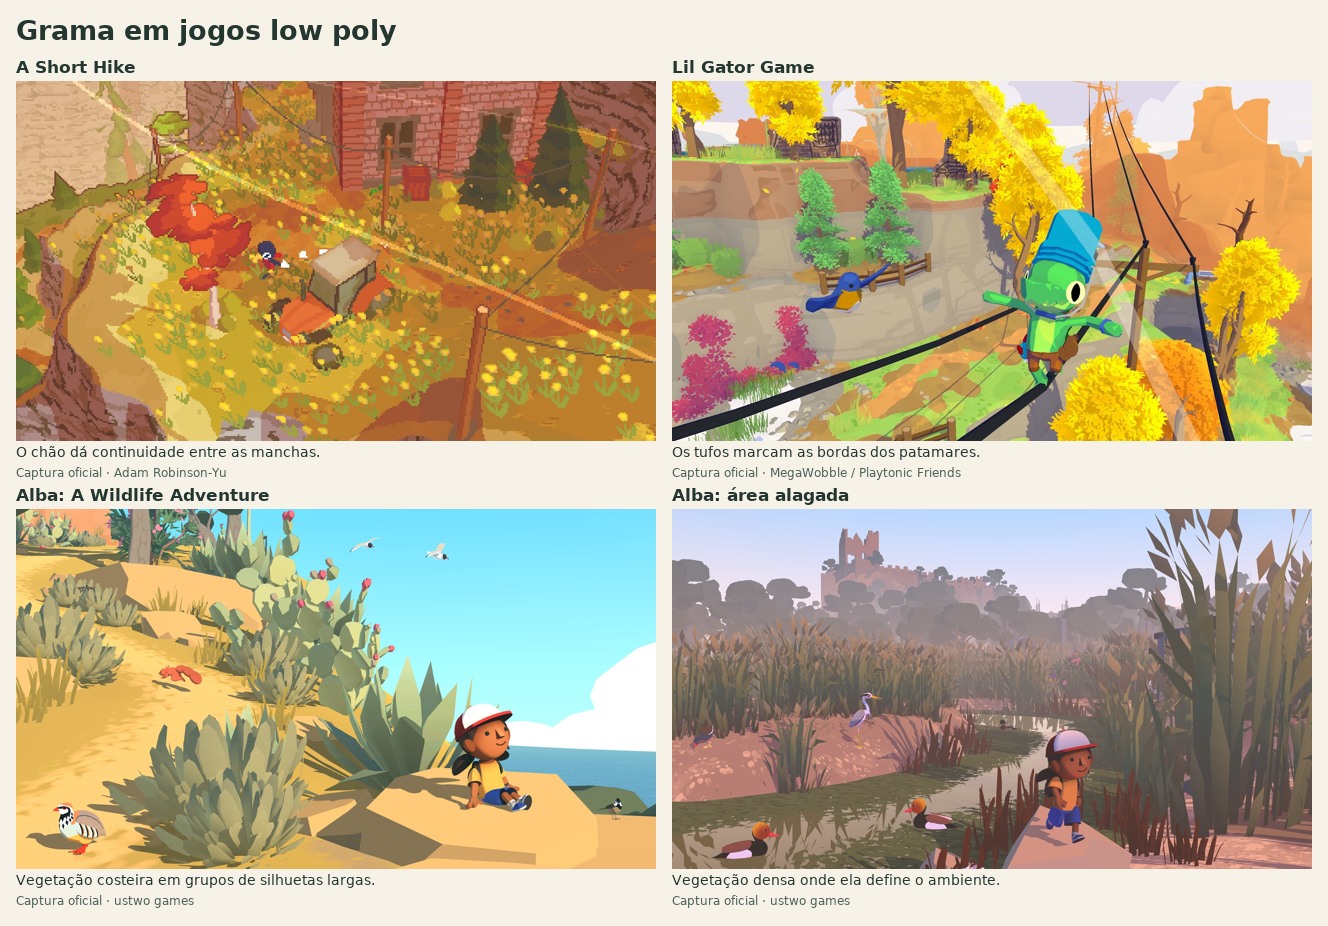 Grama em jogos low poly
A Short Hike
Lil Gator Game
O chão dá continuidade entre as manchas.
Captura oficial · Adam Robinson-Yu
Os tufos marcam as bordas dos patamares.
Captura oficial · MegaWobble / Playtonic Friends
Alba: A Wildlife Adventure
Alba: área alagada
Vegetação costeira em grupos de silhuetas largas.
Captura oficial · ustwo games
Vegetação densa onde ela define o ambiente.
Captura oficial · ustwo games